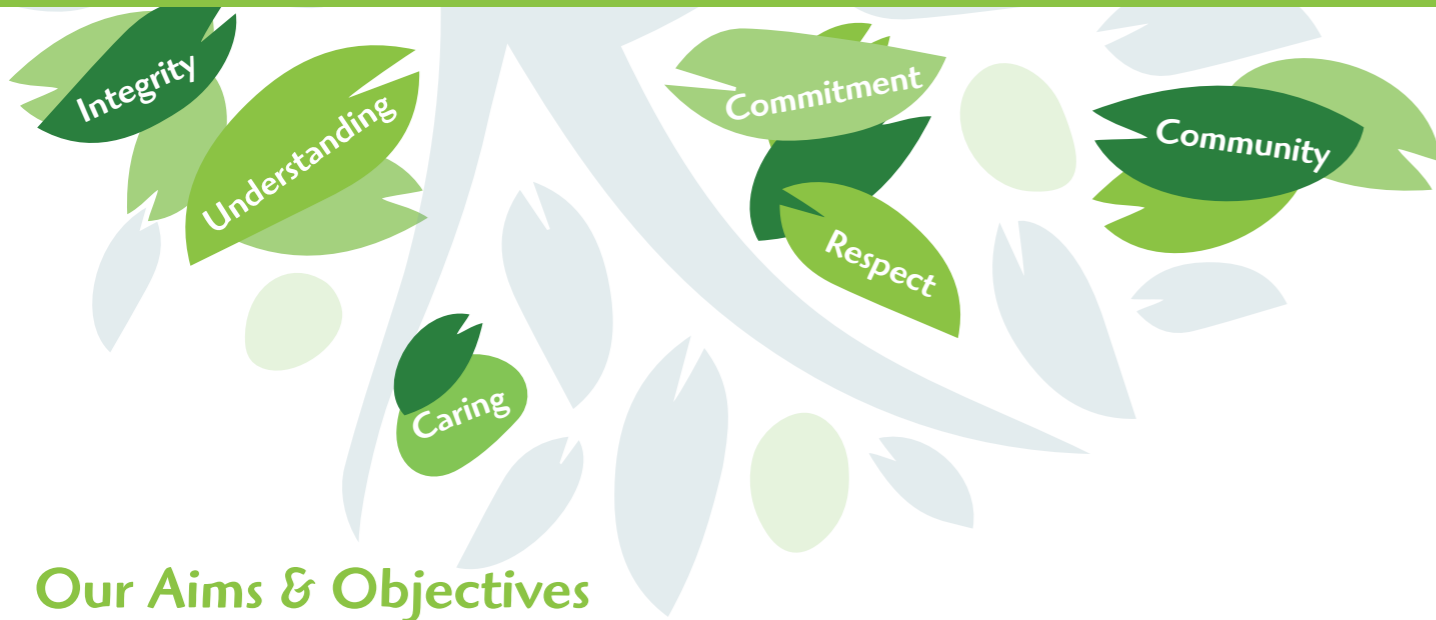 Integrity
Understanding
Commitment
Community
Respect
Caring
Our Aims & Objectives